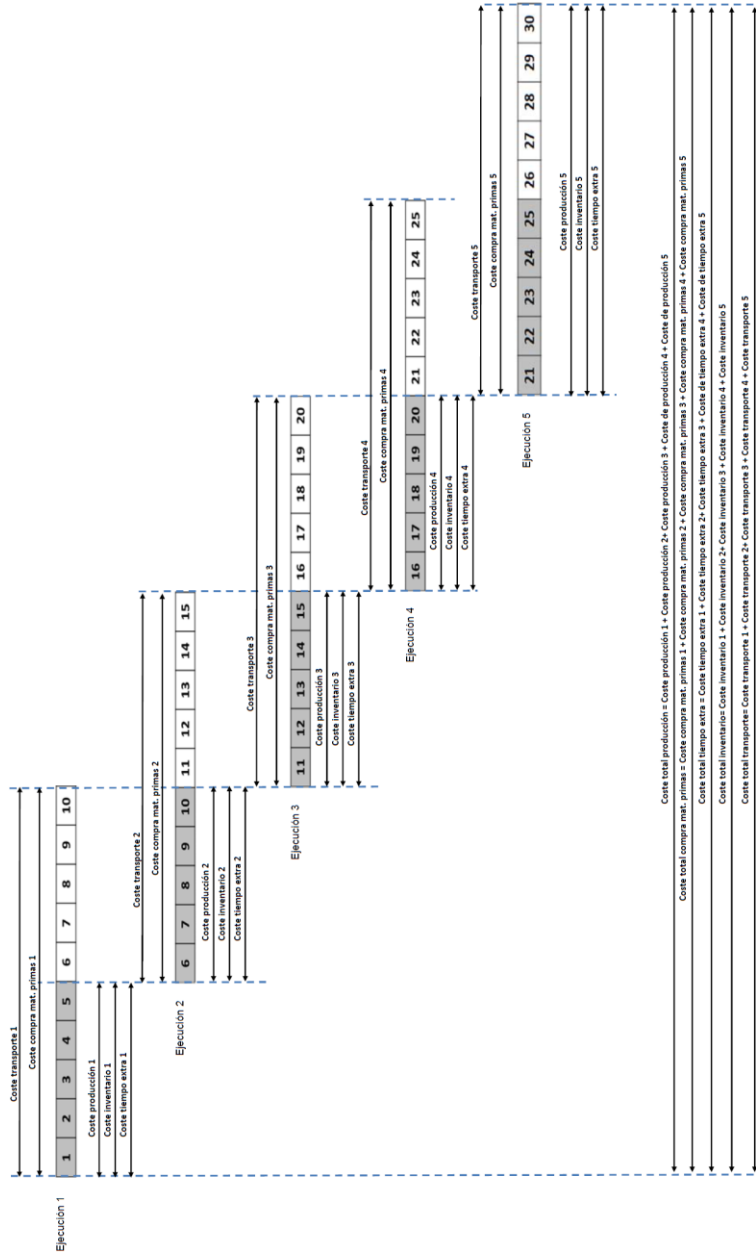 Coste transporte 1
Coste compra mat. primas 1
Ejecución 1
1 2 3 4 5 6 7 8 9 10
Coste producción 1
Coste inventario 1
Coste tiempo extra 1
Coste transporte 2
Coste compra mat. primas 2
Ejecución 2
6 7 8 9 10 11 12 13 14 15
Coste producción 2
Coste inventario 2
Coste tiempo extra 2
Coste transporte 3
Coste compra mat. primas 3
Ejecución 3
11 12 13 14 15 16 17 18 19 20
Coste producción 3
Coste inventario 3
Coste tiempo extra 3
Coste transporte 4
Coste compra mat. primas 4
Ejecución 4
16 17 18 19 20 21 22 23 24 25
Coste producción 4
Coste inventario 4
Coste tiempo extra 4
Coste transporte 5
Coste compra mat. primas 5
Ejecución 5
21 22 23 24 25 26 27 28 29 30
Coste producción 5
Coste inventario 5
Coste tiempo extra 5
Coste total producción = Coste producción 1 + Coste producción 2+ Coste producción 3 + Coste de producción 4 + Coste de producción 5
Coste total compra mat. primas = Coste compra mat. primas 1 + Coste compra mat. primas 2 + Coste compra mat. primas 3 + Coste compra mat. primas 4 + Coste compra mat. primas 5
Coste total tiempo extra = Coste tiempo extra 1 + Coste tiempo extra 2+ Coste tiempo extra 3 + Coste de tiempo extra 4 + Coste de tiempo extra 5
Coste total inventario= Coste inventario 1 + Coste inventario 2+ Coste inventario 3 + Coste inventario 4 + Coste inventario 5
Coste total transporte= Coste transporte 1+ Coste transporte 2+ Coste transporte 3 + Coste transporte 4 + Coste transporte 5